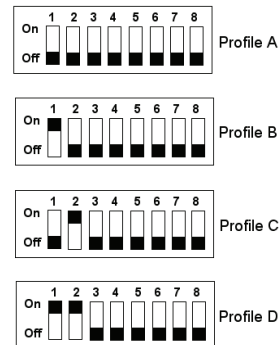 1 2 3 4 5 6 7 8
On
Off
Profile A
1 2 3 4 5 6 7 8
On
Off
Profile B
1 2 3 4 5 6 7 8
On
Off
Profile C
1 2 3 4 5 6 7 8
On
Off
Profile D